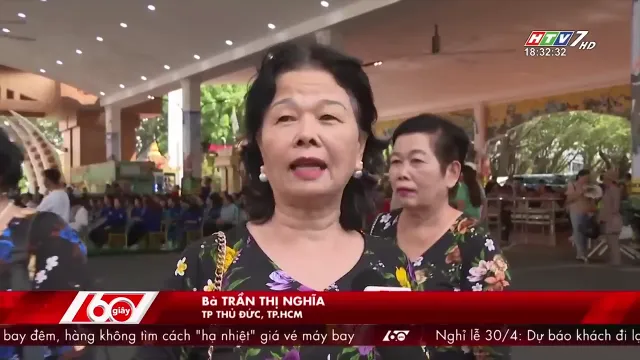 HTV7 HD
18:32:32
60 giây
Bà TRẦN THỊ NGHĨA
TP THỦ ĐỨC, TP.HCM
bay đêm, hàng không tìm cách "hạ nhiệt" giá vé máy bay
60
Nghỉ lễ 30/4: Dự báo khách đi lạ